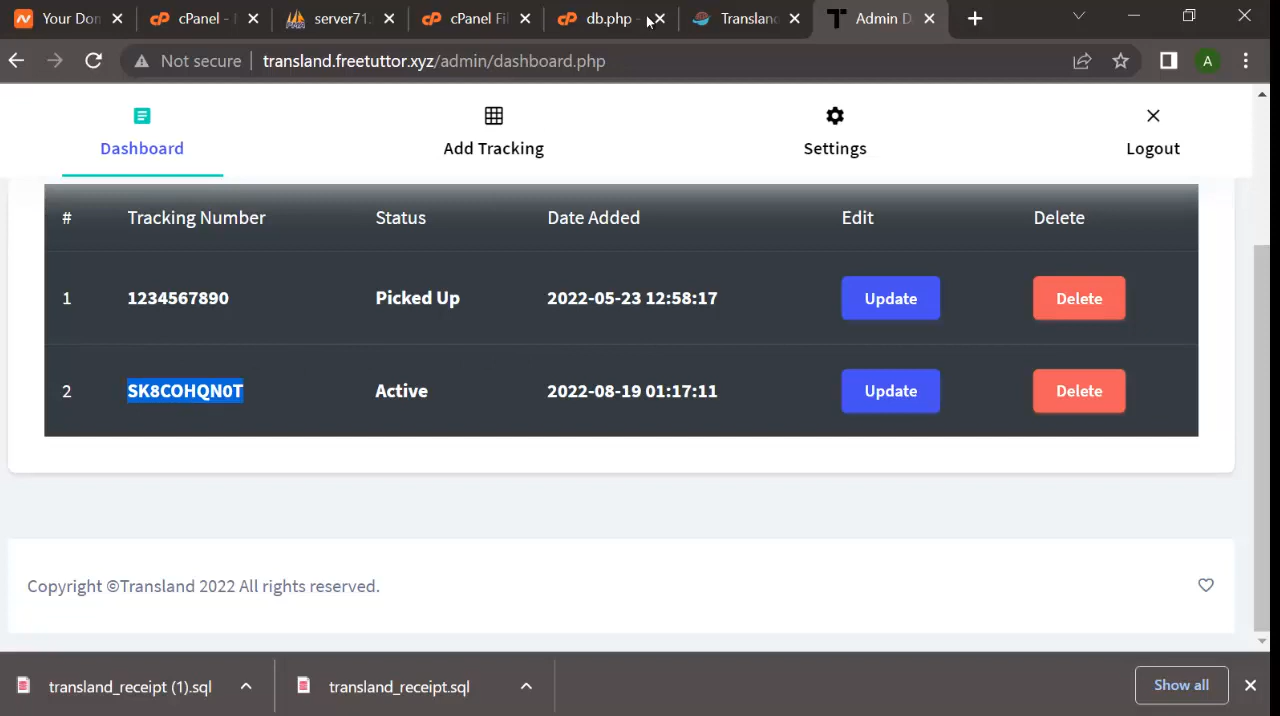 Your Don
cPanel - 
server71.
cPanel Fil
db.php -
Transland
Admin D
Not secure
transland.freetuttor.xyz/admin/dashboard.php
A
Dashboard
Add Tracking
Settings
Logout
# Tracking Number Status Date Added Edit Delete
1 1234567890 Picked Up 2022-05-23 12:58:17 Update Delete
2 SK8COHQN0T Active 2022-08-19 01:17:11 Update Delete
Copyright ©Transland 2022 All rights reserved.
transland_receipt (1).sql
transland_receipt.sql
Show all